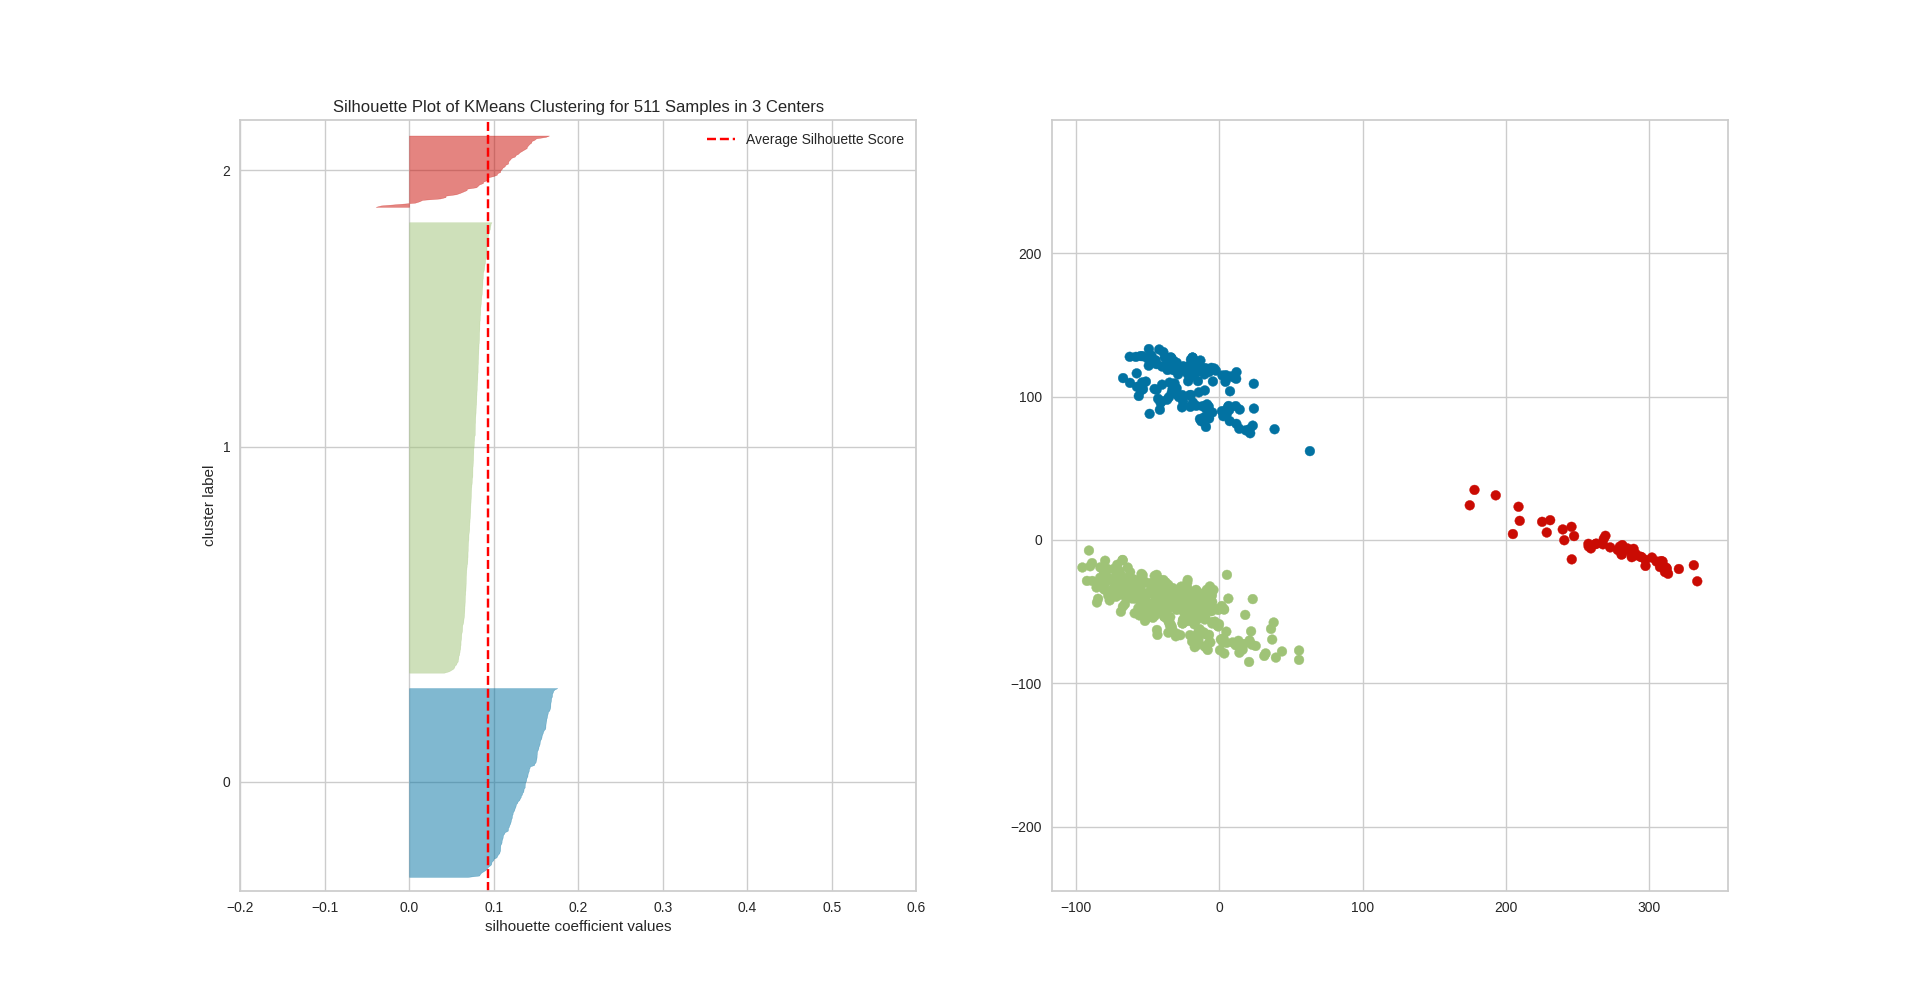 Silhouette Plot of KMeans Clustering for 511 Samples in 3 Centers
Average Silhouette Score
2
1
0
cluster label
−0.2 −0.1 0.0 0.1 0.2 0.3 0.4 0.5 0.6
silhouette coefficient values
200
100
0
−100
−200
−100 0 100 200 300